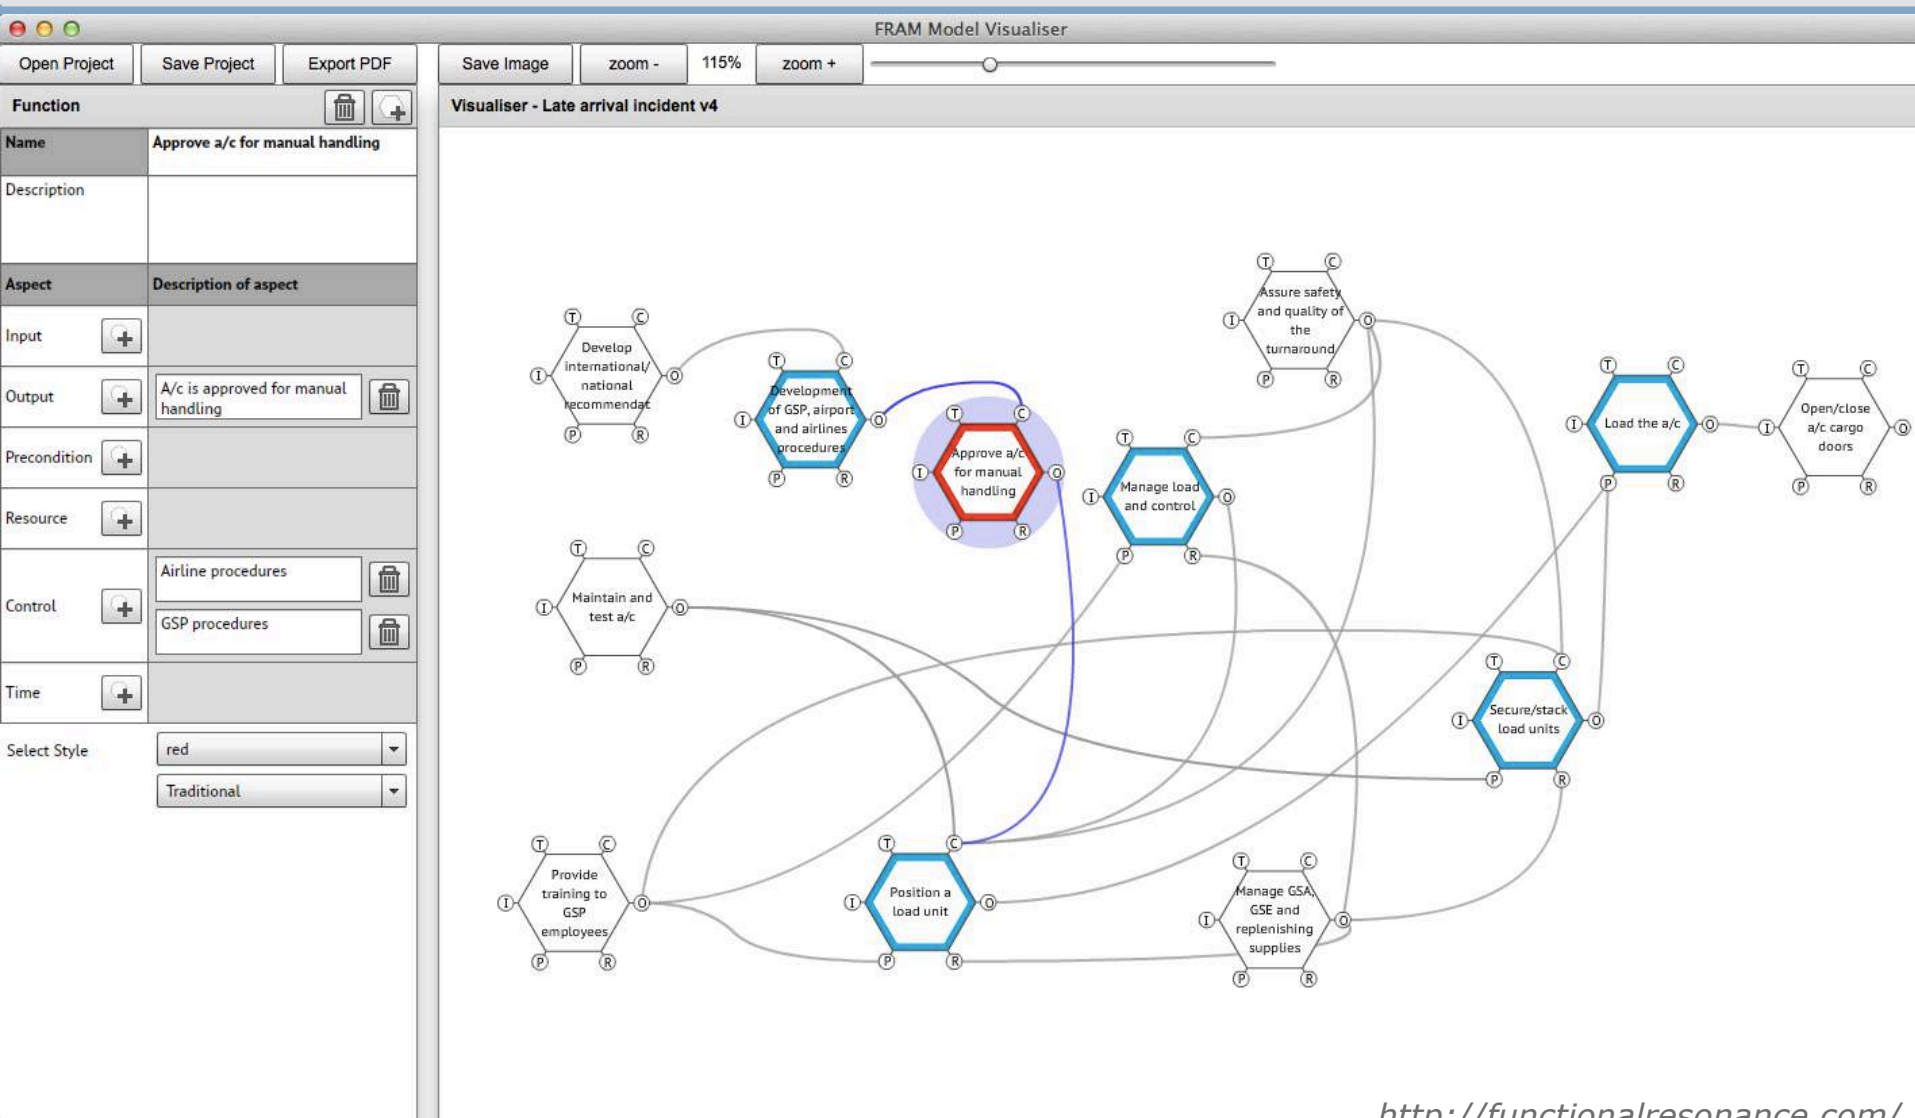 FRAM Model Visualiser
Open Project
Save Project
Export PDF
Save Image
zoom -
115%
zoom +
Function
Visualiser - Late arrival incident v4
Name
Approve a/c for manual handling
Description
Aspect
Description of aspect
Input
Output
A/c is approved for manual
handling
Precondition
Resource
Control
Airline procedures
GSP procedures
Time
Select Style
red
Traditional
T
C
Develop
international/
national
recommendat
I
O
P
R
T
C
Development
of GSP, airport
and airlines
procedures
I
O
P
R
T
C
Approve a/c
for manual
handling
I
O
P
R
T
C
Manage load
and control
I
O
P
R
T
C
Assure safety
and quality of
the
turnaround
I
O
P
R
T
C
Load the a/c
I
O
P
R
T
C
Open/close
a/c cargo
doors
I
O
P
R
T
C
Maintain and
test a/c
I
O
P
R
T
C
Secure/stack
load units
I
O
P
R
T
C
Provide
training to
GSP
employees
I
O
P
R
T
C
Position a
load unit
I
O
P
R
T
C
Manage GSA,
GSE and
replenishing
supplies
I
O
P
R
http://functionalresonance.com/